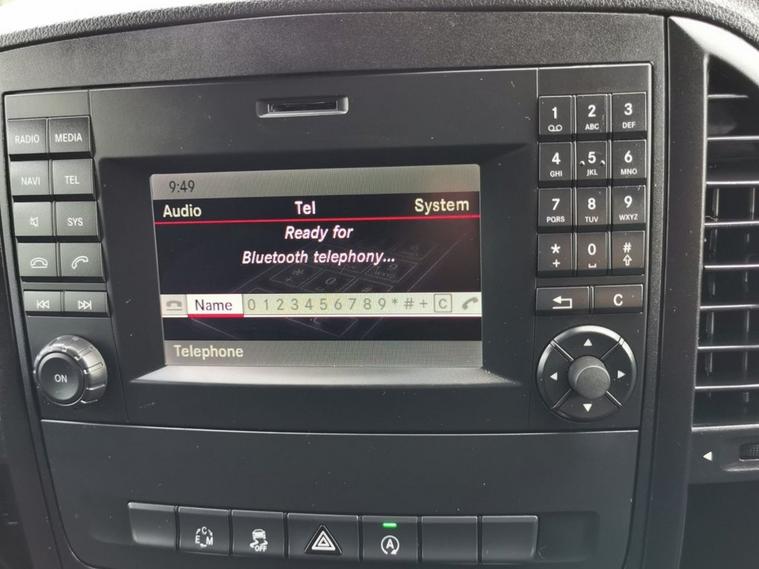 RADIO MEDIA
NAVI TEL
SYS
ON
9:49
Audio Tel System
Ready for
Bluetooth telephony...
Name 0 1 2 3 4 5 6 7 8 9 * # + C
Telephone
1 2 ABC 3 DEF
4 GHI 5 JKL 6 MNO
7 PQRS 8 TUV 9 WXYZ
* + 0 #
C
C E M
OFF
A